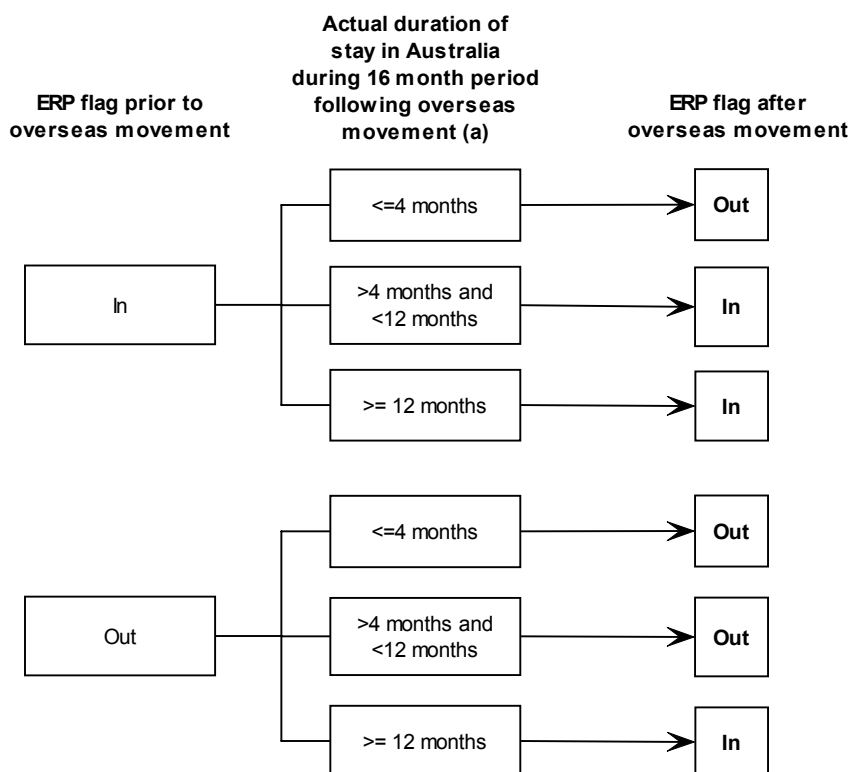 ERP flag prior to
overseas movement
Actual duration of
stay in Australia
during 16 month period
following overseas
movement (a)
ERP flag after
overseas movement
In
<=4 months
Out
>4 months and
<12 months
In
>= 12 months
In
Out
<=4 months
Out
>4 months and
<12 months
Out
>= 12 months
In